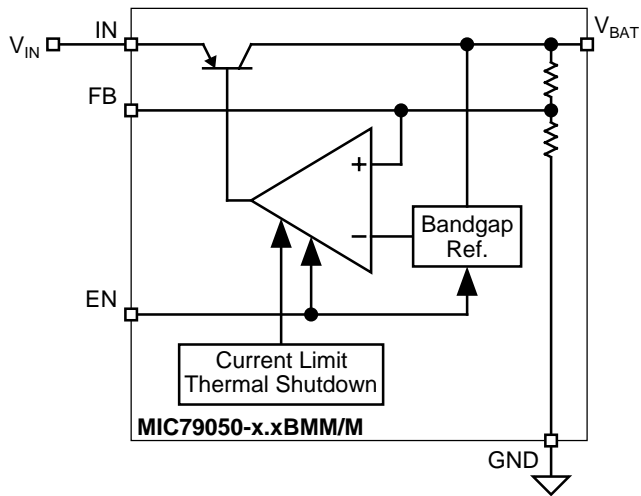 IN
V_IN
V_BAT
FB
+
−
Bandgap
Ref.
EN
Current Limit
Thermal Shutdown
MIC79050-x.xBMM/M
GND